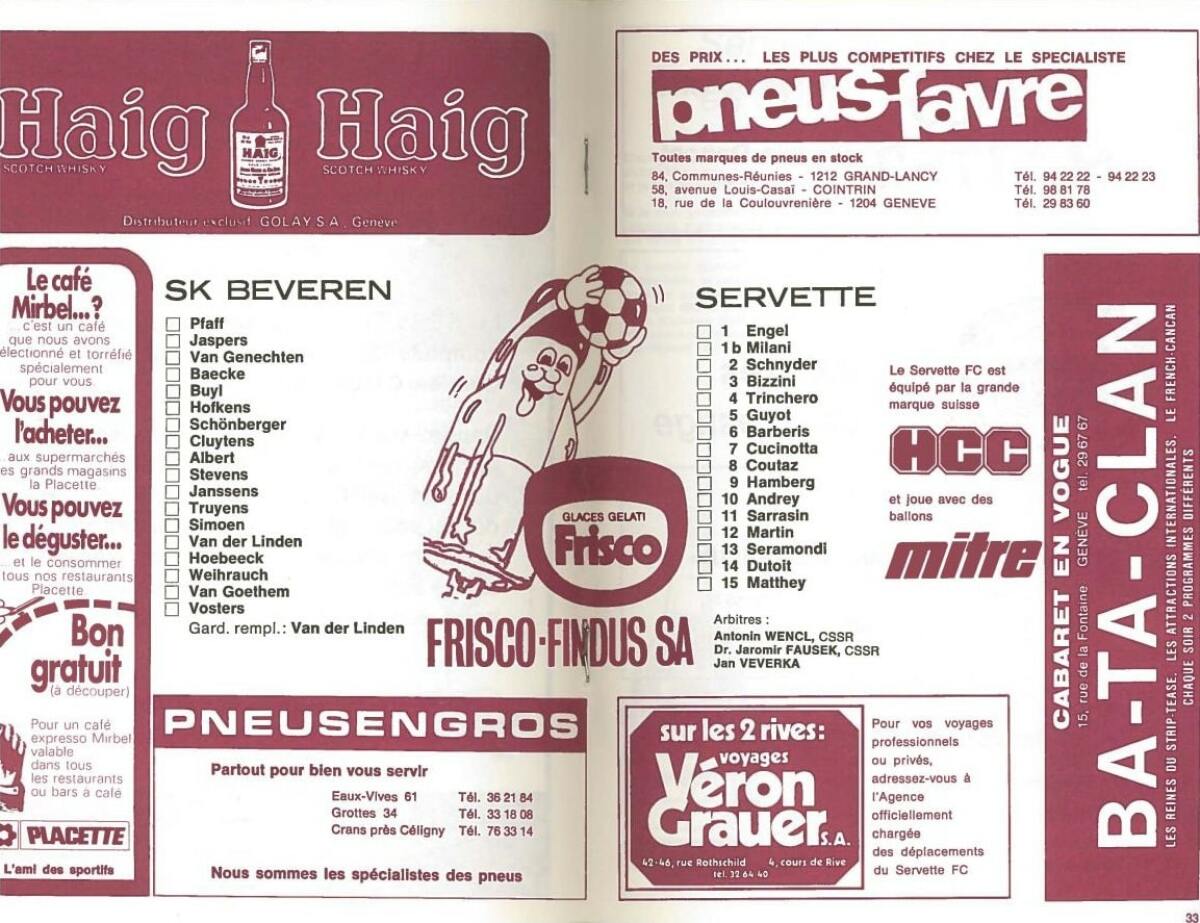 Haig
SCOTCH WHISKY
HAIG
Haig
SCOTCH WHISKY
Distributeur exclusif GOLAY S.A., Genève
DES PRIX... LES PLUS COMPETITIFS CHEZ LE SPECIALISTE
pneus-favre
Toutes marques de pneus en stock
84, Communes-Réunies - 1212 GRAND-LANCY Tél. 94 22 22 - 94 22 23
58, avenue Louis-Casaï - COINTRIN Tél. 98 81 78
18, rue de la Coulouvrenière - 1204 GENEVE Tél. 29 83 60
Le café
Mirbel...?
...c'est un café
que nous avons
électionné et torréfié
spécialement
pour vous.
Vous pouvez
l'acheter...
...aux supermarchés
es grands magasins
la Placette.
Vous pouvez
le déguster...
... et le consommer
tous nos restaurants
Placette.
Bon
gratuit
(à découper)
Pour un café
expresso Mirbel
valable
dans tous
les restaurants
ou bars à café
PLACETTE
L'ami des sportifs
SK BEVEREN
Pfaff
Jaspers
Van Genechten
Baecke
Buyl
Hofkens
Schönberger
Cluytens
Albert
Stevens
Janssens
Truyens
Simoen
Van der Linden
Hoebeeck
Weihrauch
Van Goethem
Vosters
Gard. rempl.: Van der Linden
GLACES GELATI
Frisco
FRISCO-FINDUS SA
SERVETTE
1 Engel
1b Milani
2 Schnyder
3 Bizzini
4 Trinchero
5 Guyot
6 Barberis
7 Cucinotta
8 Coutaz
9 Hamberg
10 Andrey
11 Sarrasin
12 Martin
13 Seramondi
14 Dutoit
15 Matthey
Arbitres :
Antonin WENCL, CSSR
Dr. Jaromir FAUSEK, CSSR
Jan VEVERKA
Le Servette FC est
équipé par la grande
marque suisse
HCC
et joue avec des
ballons
mitre
BA-TA-CLAN
CABARET EN VOGUE
15, rue de la Fontaine GENÈVE tél. 29 67 67
LES REINES DU STRIP-TEASE, LES ATTRACTIONS INTERNATIONALES, LE FRENCH-CANCAN
CHAQUE SOIR 2 PROGRAMMES DIFFÉRENTS
PNEUSENGROS
Partout pour bien vous servir
Eaux-Vives 61 Tél. 36 21 84
Grottes 34 Tél. 33 18 08
Crans près Céligny Tél. 76 33 14
Nous sommes les spécialistes des pneus
sur les 2 rives:
voyages
Véron
Grauer S.A.
42-46, rue Rothschild 4, cours de Rive
tel. 32 64 40
Pour vos voyages
professionnels
ou privés,
adressez-vous à
l'Agence
officiellement
chargée
des déplacements
du Servette FC
33